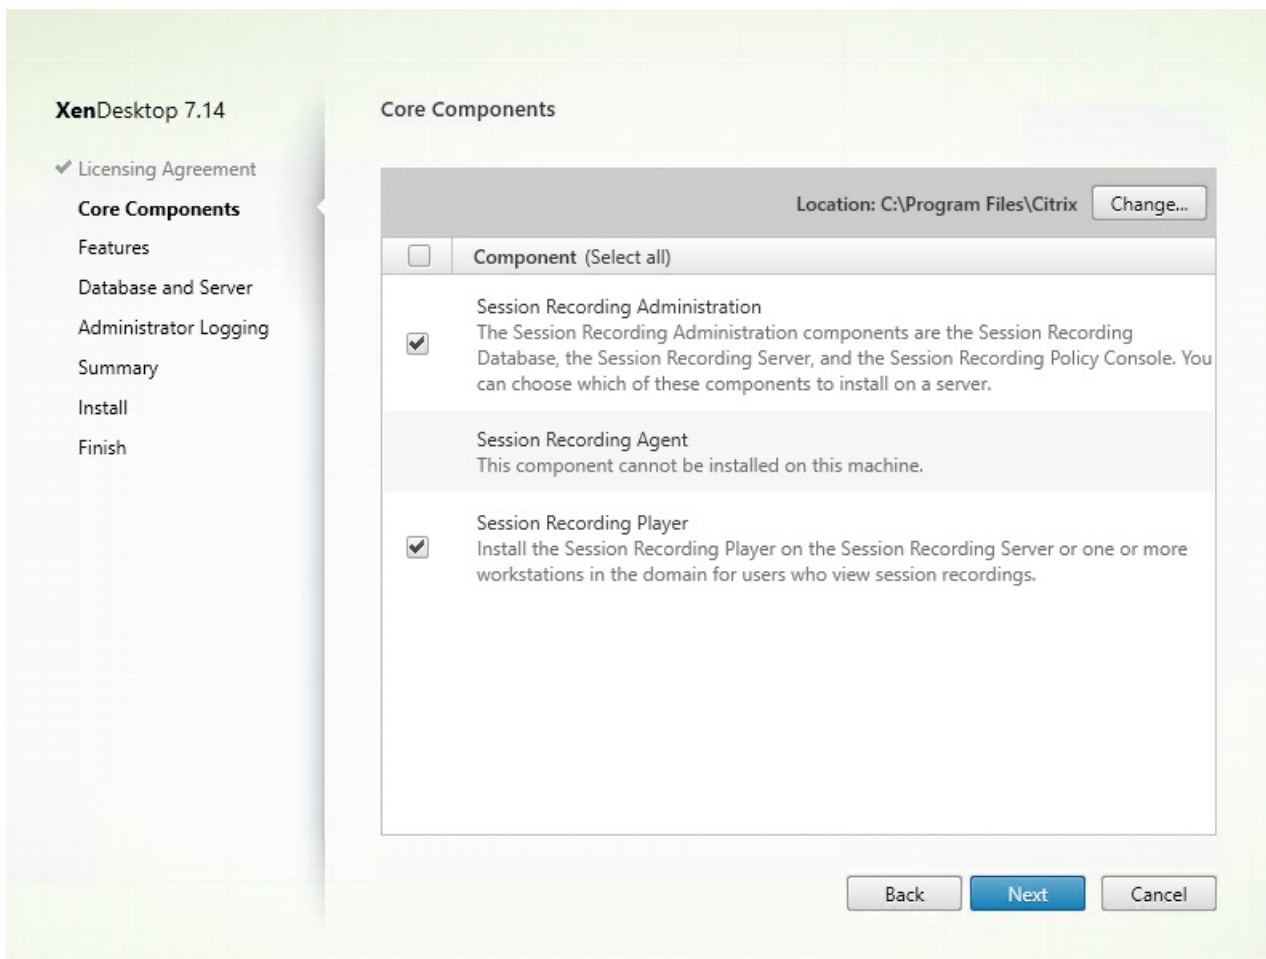 XenDesktop 7.14
Licensing Agreement
Core Components
Features
Database and Server
Administrator Logging
Summary
Install
Finish
Core Components
Location: C:\Program Files\Citrix
Change...
Component (Select all)
Session Recording Administration
The Session Recording Administration components are the Session Recording
Database, the Session Recording Server, and the Session Recording Policy Console. You
can choose which of these components to install on a server.
Session Recording Agent
This component cannot be installed on this machine.
Session Recording Player
Install the Session Recording Player on the Session Recording Server or one or more
workstations in the domain for users who view session recordings.
Back
Next
Cancel